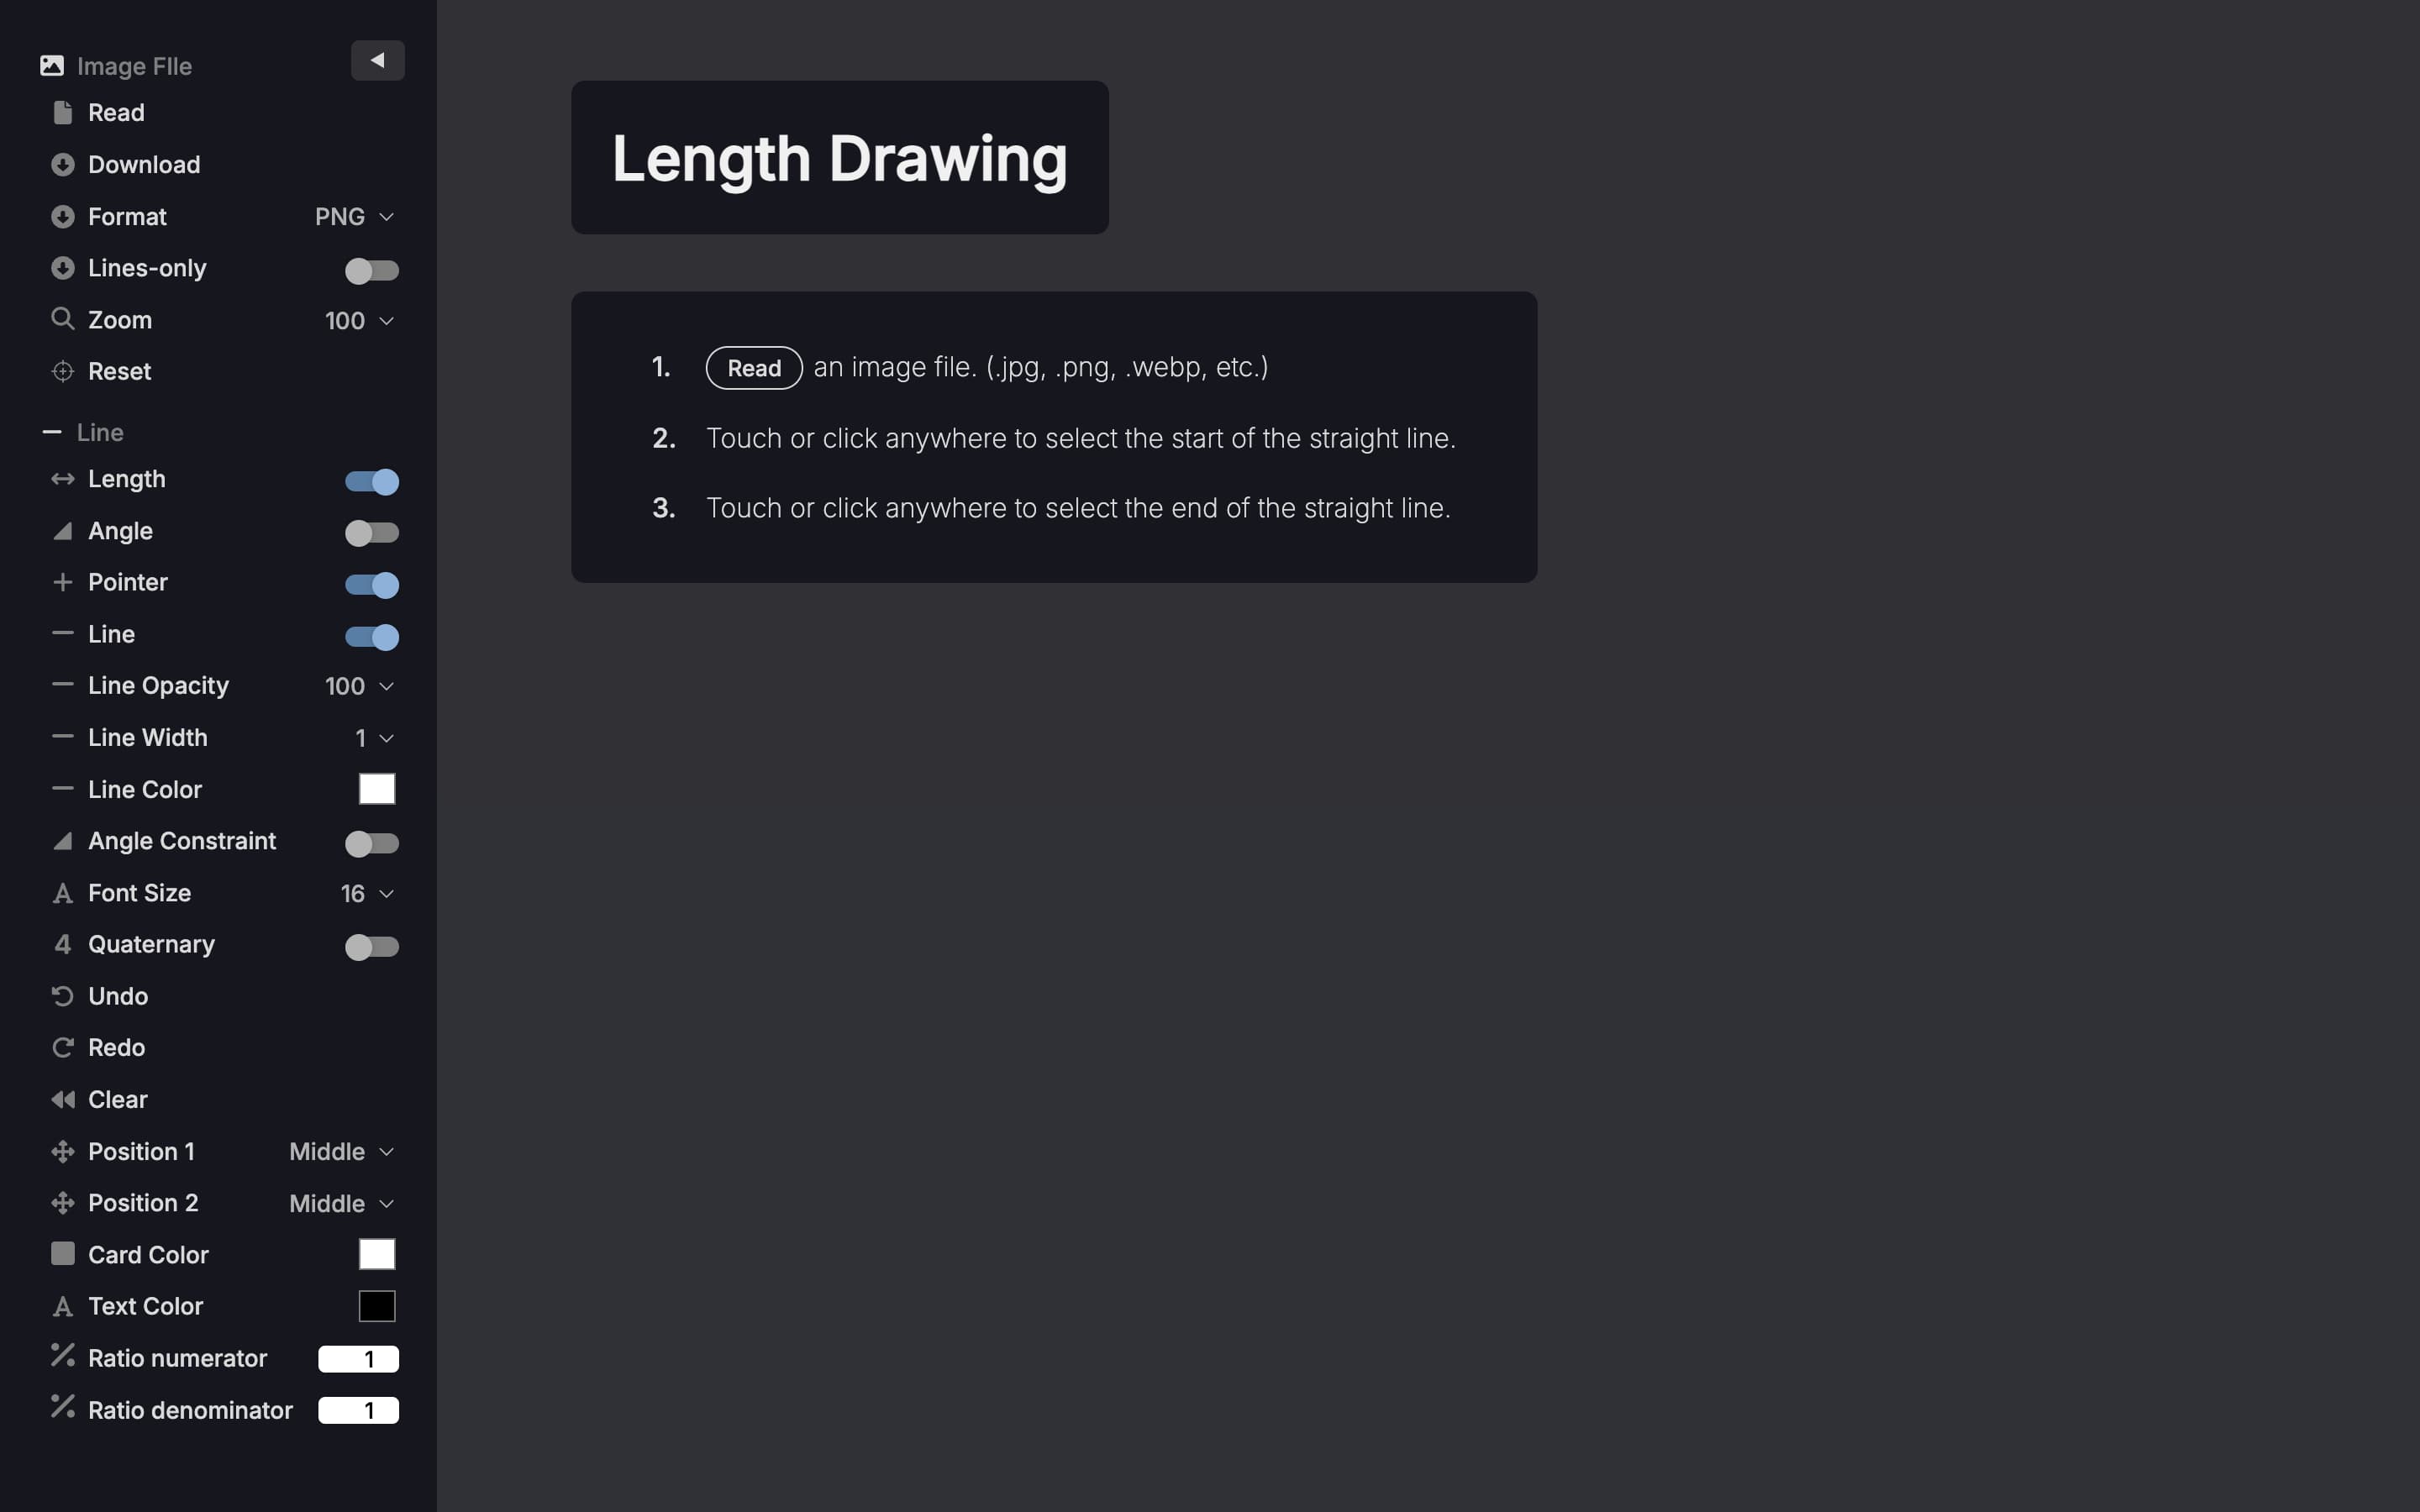 Image FIle
Read
Download
Format PNG
Lines-only
Zoom 100
Reset
Line
Length
Angle
Pointer
Line
Line Opacity 100
Line Width 1
Line Color
Angle Constraint
Font Size 16
4 Quaternary
Undo
Redo
Clear
Position 1 Middle
Position 2 Middle
Card Color
A Text Color
Ratio numerator 1
Ratio denominator 1
Length Drawing
1. Read an image file. (.jpg, .png, .webp, etc.)
2. Touch or click anywhere to select the start of the straight line.
3. Touch or click anywhere to select the end of the straight line.